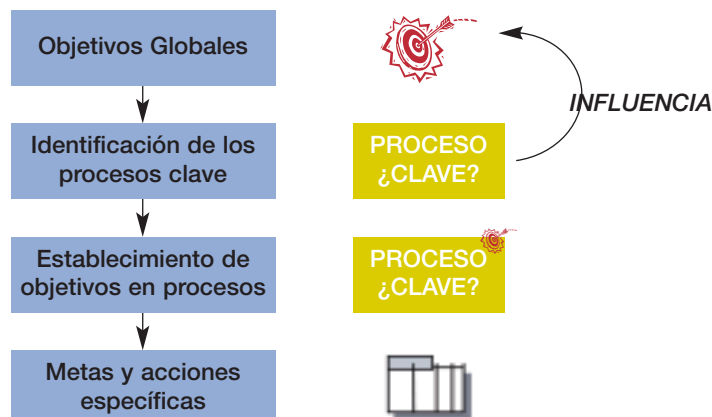 Objetivos Globales
INFLUENCIA
Identificación de los
procesos clave
PROCESO
¿CLAVE?
Establecimiento de
objetivos en procesos
PROCESO
¿CLAVE?
Metas y acciones
específicas